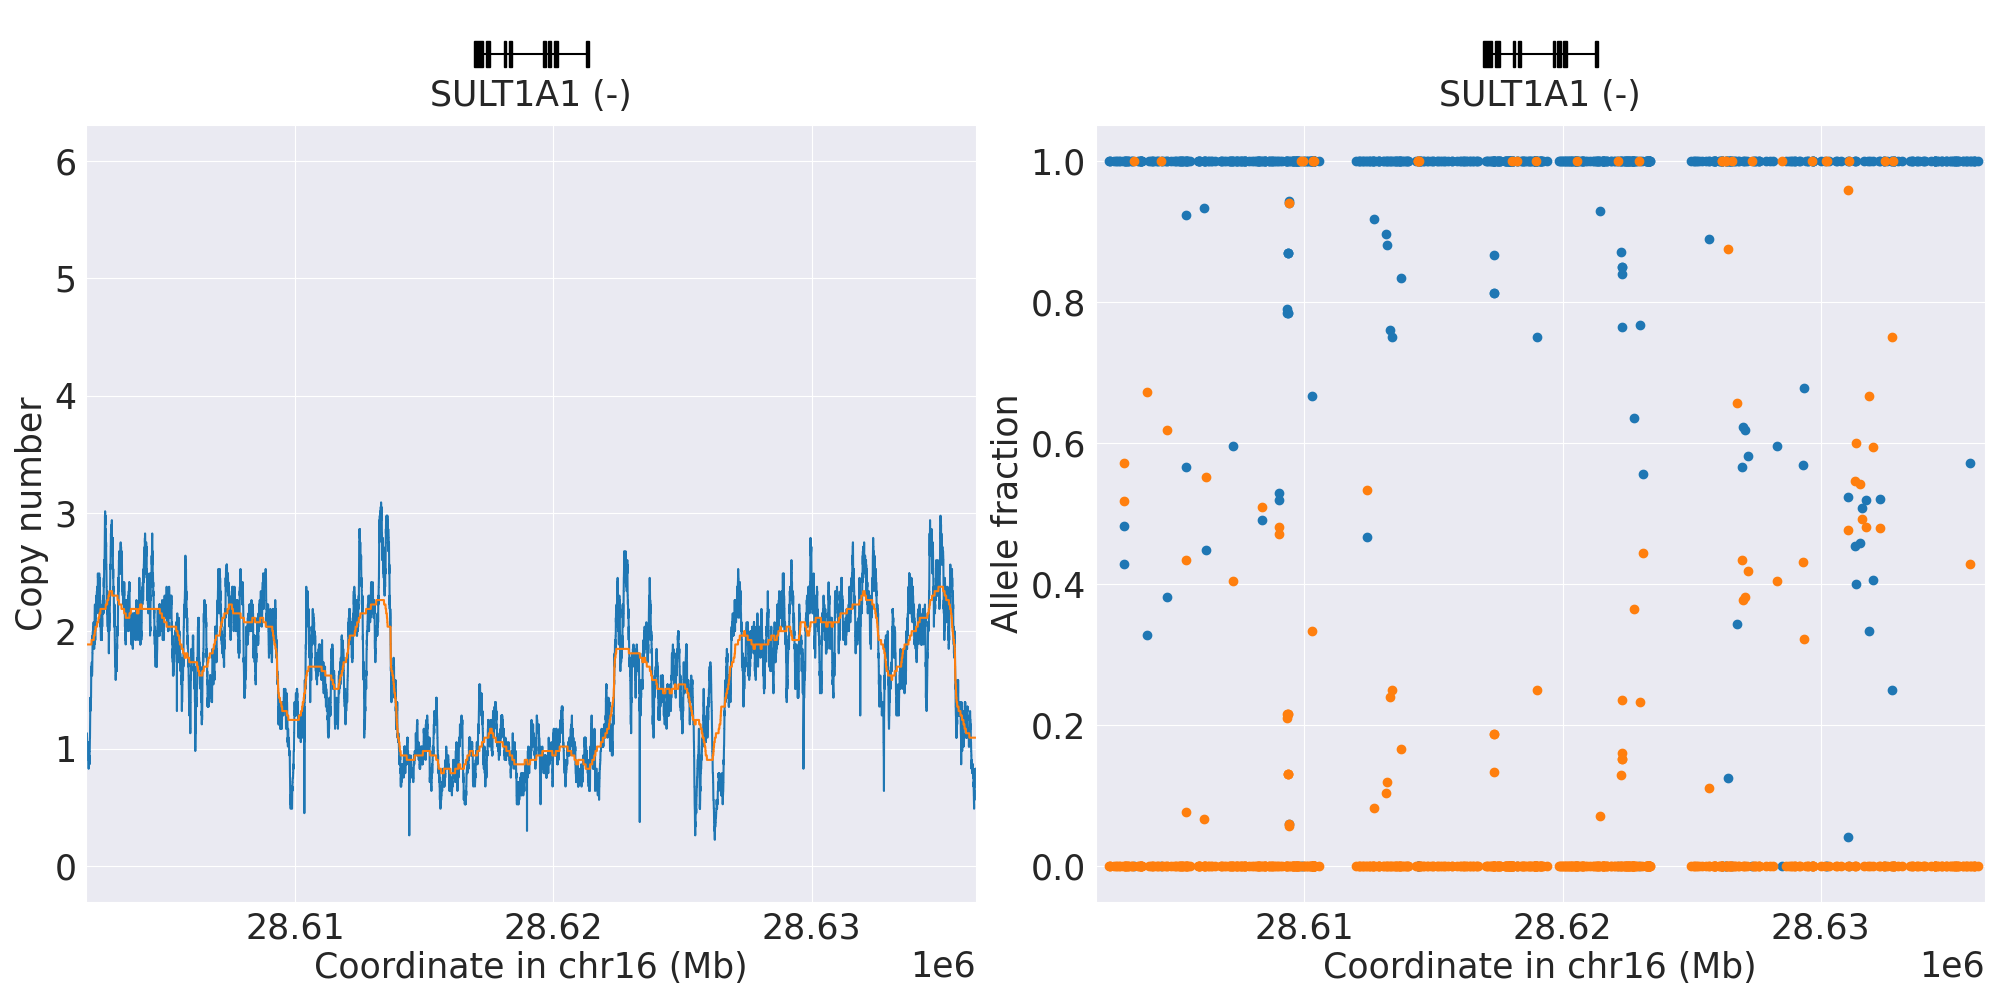 SULT1A1 (-)
6
5
4
3
2
1
0
Copy number
28.61
28.62
28.63
Coordinate in chr16 (Mb)
1e6
SULT1A1 (-)
1.0
0.8
0.6
0.4
0.2
0.0
Allele fraction
28.61
28.62
28.63
Coordinate in chr16 (Mb)
1e6